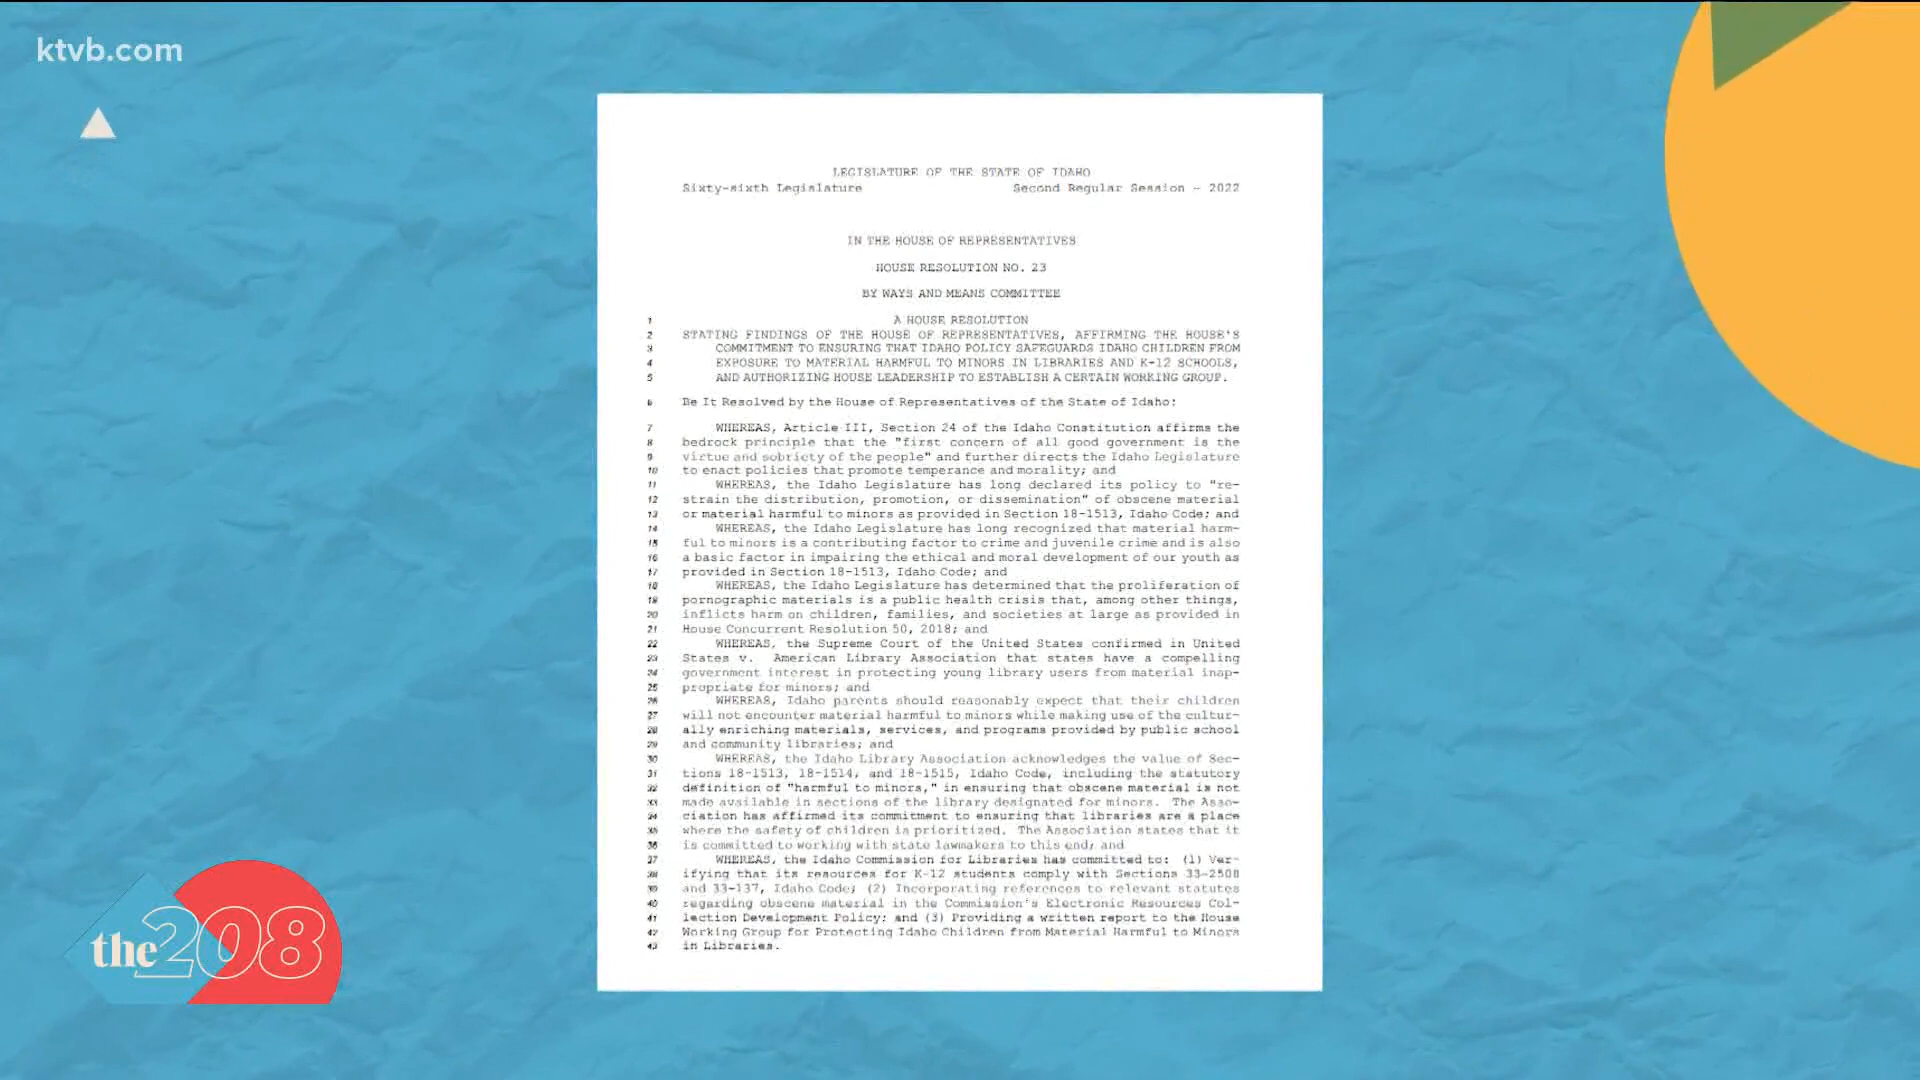 ktvb.com
LEGISLATURE OF THE STATE OF IDAHO
Sixty-sixth Legislature Second Regular Session - 2022
IN THE HOUSE OF REPRESENTATIVES
HOUSE RESOLUTION NO. 23
BY WAYS AND MEANS COMMITTEE
1 A HOUSE RESOLUTION
2 STATING FINDINGS OF THE HOUSE OF REPRESENTATIVES, AFFIRMING THE HOUSE'S
3 COMMITMENT TO ENSURING THAT IDAHO POLICY SAFEGUARDS IDAHO CHILDREN FROM
4 EXPOSURE TO MATERIAL HARMFUL TO MINORS IN LIBRARIES AND K-12 SCHOOLS,
5 AND AUTHORIZING HOUSE LEADERSHIP TO ESTABLISH A CERTAIN WORKING GROUP.
6 Be It Resolved by the House of Representatives of the State of Idaho:
7 WHEREAS, Article III, Section 24 of the Idaho Constitution affirms the
8 bedrock principle that the "first concern of all good government is the
9 virtue and sobriety of the people" and further directs the Idaho Legislature
10 to enact policies that promote temperance and morality; and
11 WHEREAS, the Idaho Legislature has long declared its policy to "re-
12 strain the distribution, promotion, or dissemination" of obscene material
13 or material harmful to minors as provided in Section 18-1513, Idaho Code; and
14 WHEREAS, the Idaho Legislature has long recognized that material harm-
15 ful to minors is a contributing factor to crime and juvenile crime and is also
16 a basic factor in impairing the ethical and moral development of our youth as
17 provided in Section 18-1513, Idaho Code; and
18 WHEREAS, the Idaho Legislature has determined that the proliferation of
19 pornographic materials is a public health crisis that, among other things,
20 inflicts harm on children, families, and societies at large as provided in
21 House Concurrent Resolution 50, 2018; and
22 WHEREAS, the Supreme Court of the United States confirmed in United
23 States v. American Library Association that states have a compelling
24 government interest in protecting young library users from material inap-
25 propriate for minors; and
26 WHEREAS, Idaho parents should reasonably expect that their children
27 will not encounter material harmful to minors while making use of the cultur-
28 ally enriching materials, services, and programs provided by public school
29 and community libraries; and
30 WHEREAS, the Idaho Library Association acknowledges the value of Sec-
31 tions 18-1513, 18-1514, and 18-1515, Idaho Code, including the statutory
32 definition of "harmful to minors," in ensuring that obscene material is not
33 made available in sections of the library designated for minors. The Asso-
34 ciation has affirmed its commitment to ensuring that libraries are a place
35 where the safety of children is prioritized. The Association states that it
36 is committed to working with state lawmakers to this end; and
37 WHEREAS, the Idaho Commission for Libraries has committed to: (1) Ver-
38 ifying that its resources for K-12 students comply with Sections 33-2508
39 and 33-137, Idaho Code; (2) Incorporating references to relevant statutes
40 regarding obscene material in the Commission's Electronic Resources Col-
41 lection Development Policy; and (3) Providing a written report to the House
42 Working Group for Protecting Idaho Children from Material Harmful to Minors
43 in Libraries.
the 208